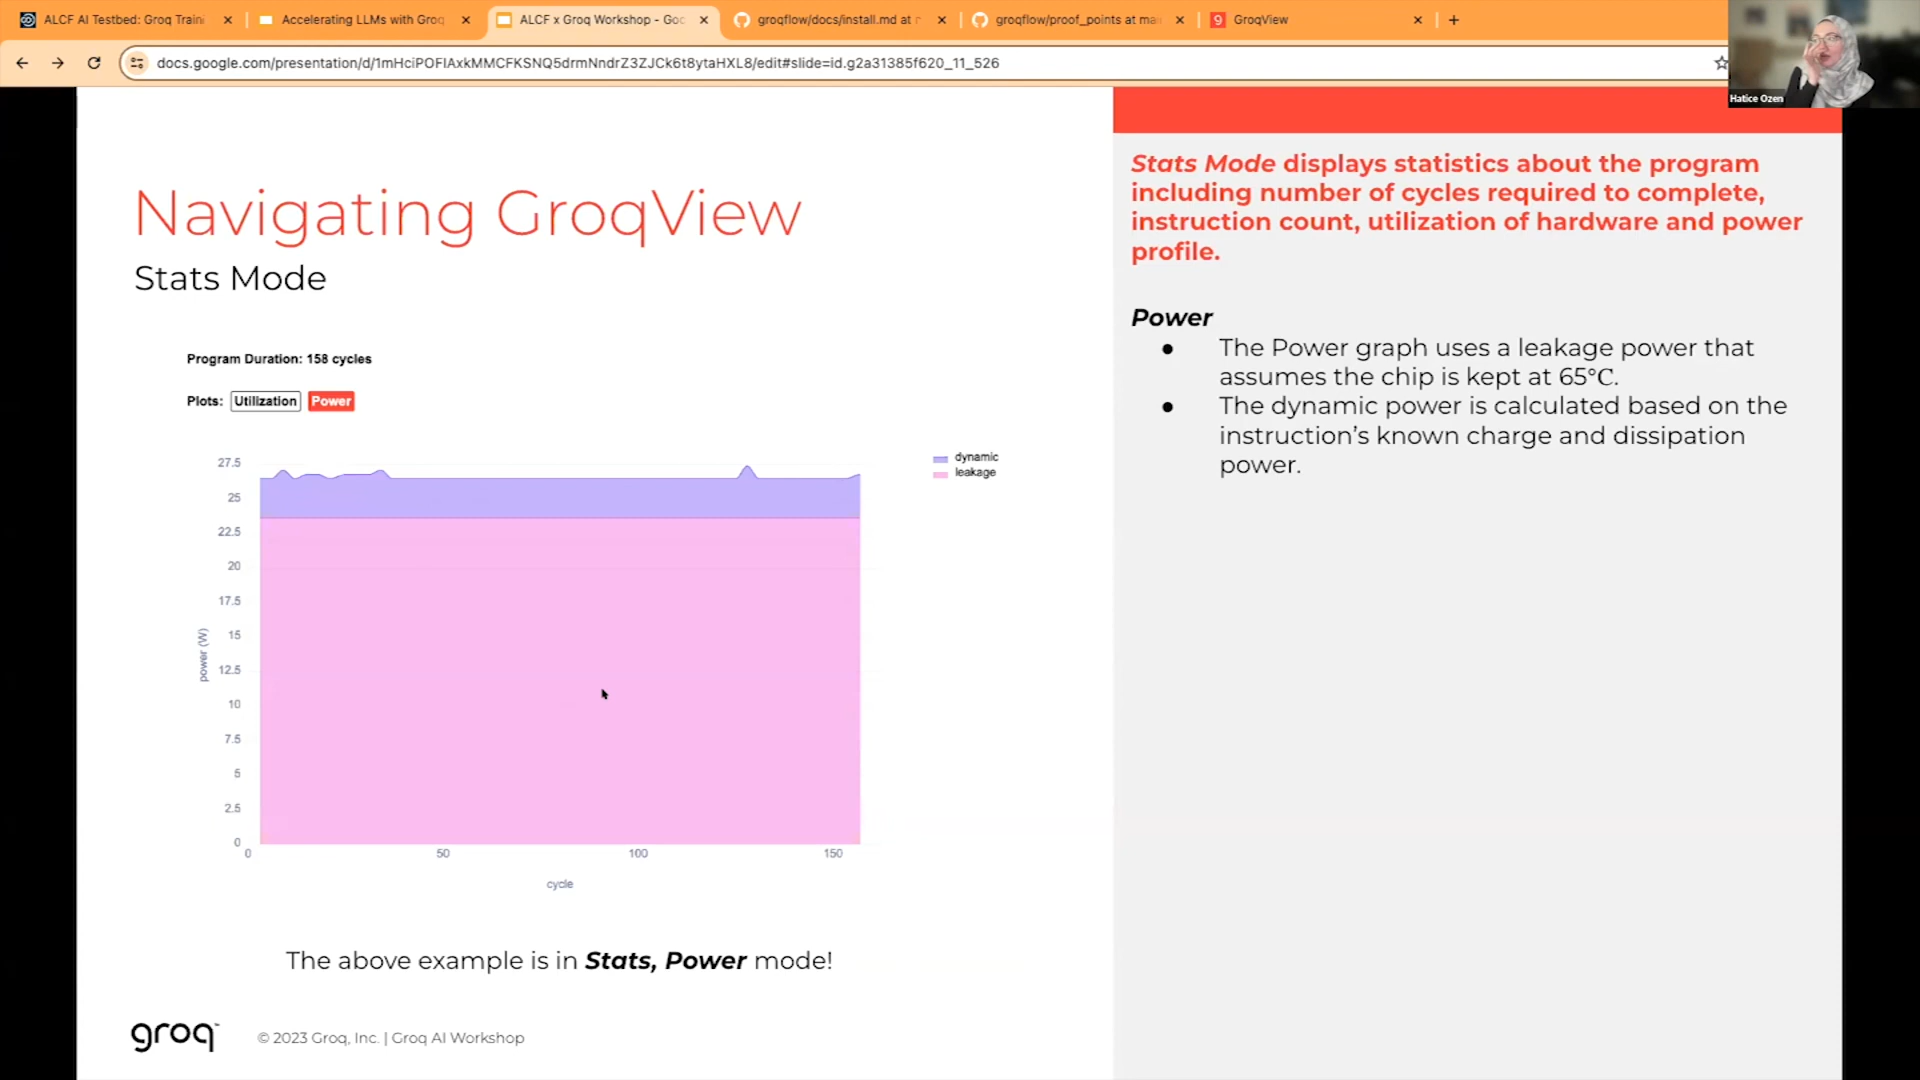 ALCF AI Testbed: Groq Traini
Accelerating LLMs with Groq
ALCF x Groq Workshop - Goo
groqflow/docs/install.md at
groqflow/proof_points at mai
GroqView
docs.google.com/presentation/d/1mHciPOFIAxkMMCFKSNQ5drmNndrZ3ZJCk6t8ytaHXL8/edit#slide=id.g2a31385f620_11_526
Hatice Ozen
Navigating GroqView
Stats Mode
Program Duration: 158 cycles
Plots: Utilization Power
27.5
25
22.5
20
17.5
15
12.5
10
7.5
5
2.5
0
power (W)
0 50 100 150
cycle
dynamic
leakage
The above example is in Stats, Power mode!
groq
© 2023 Groq, Inc. | Groq AI Workshop
Stats Mode displays statistics about the program
including number of cycles required to complete,
instruction count, utilization of hardware and power
profile.
Power
● The Power graph uses a leakage power that
assumes the chip is kept at 65°C.
● The dynamic power is calculated based on the
instruction’s known charge and dissipation
power.